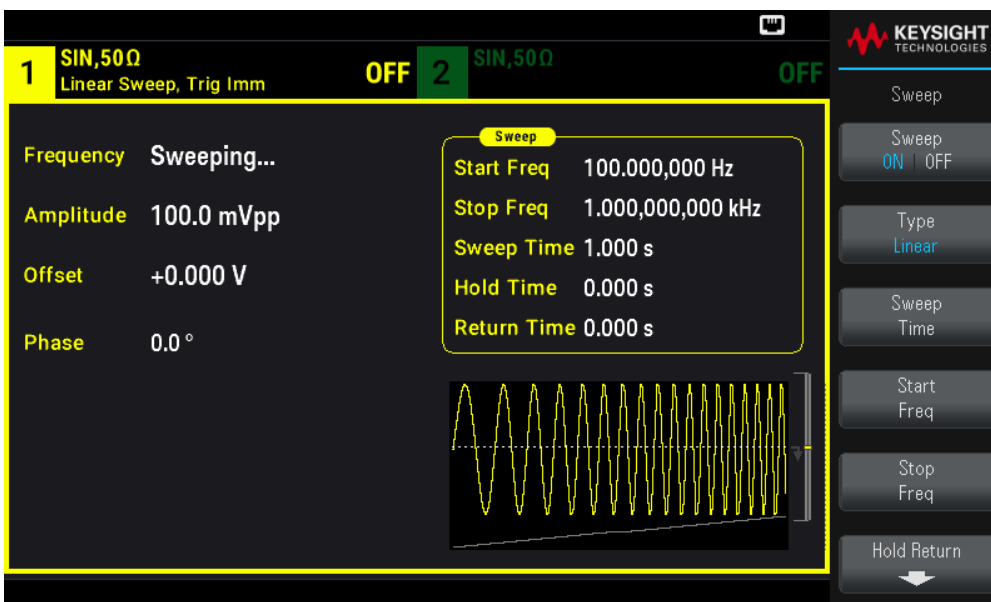 KEYSIGHT
TECHNOLOGIES
1
SIN,50Ω
Linear Sweep, Trig Imm
OFF
2
SIN,50Ω
OFF
Frequency Sweeping...
Amplitude 100.0 mVpp
Offset +0.000 V
Phase 0.0 °
Sweep
Start Freq 100.000,000 Hz
Stop Freq 1.000,000,000 kHz
Sweep Time 1.000 s
Hold Time 0.000 s
Return Time 0.000 s
Sweep
Sweep
ON | OFF
Type
Linear
Sweep
Time
Start
Freq
Stop
Freq
Hold Return